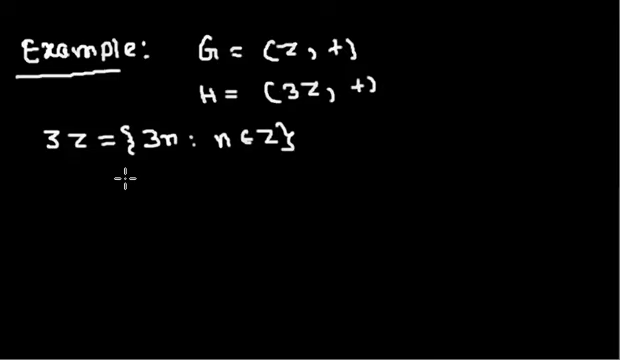 Example: G = (Z, +)
H = (3Z, +)
3Z = {3n : n ∈ Z}